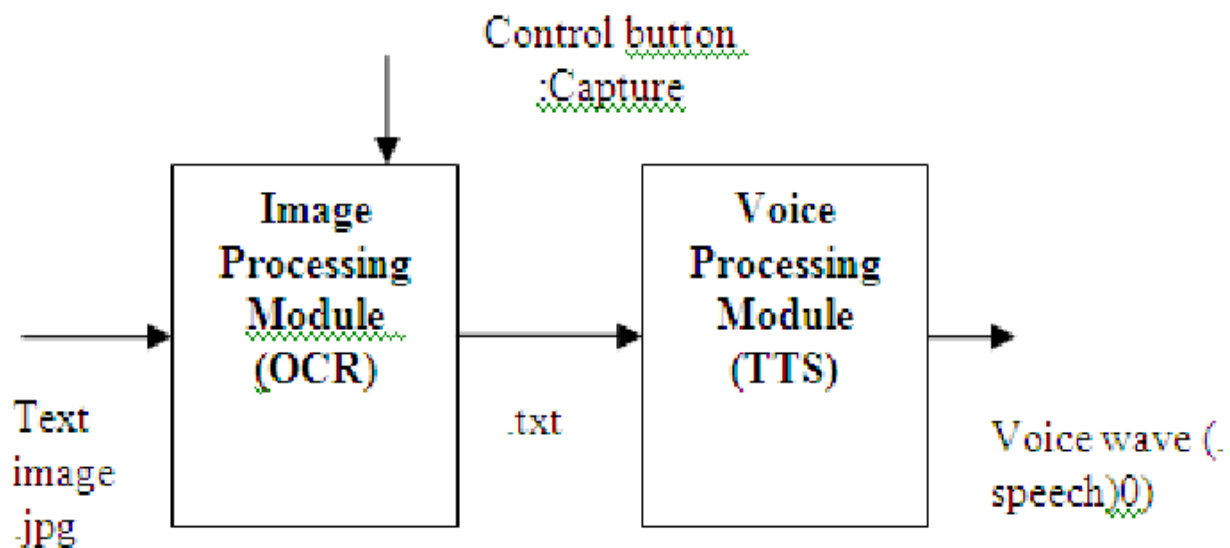 Control button
:Capture
Image
Processing
Module
(OCR)
Voice
Processing
Module
(TTS)
Text
image
.jpg
.txt
Voice wave (.
speech)0)